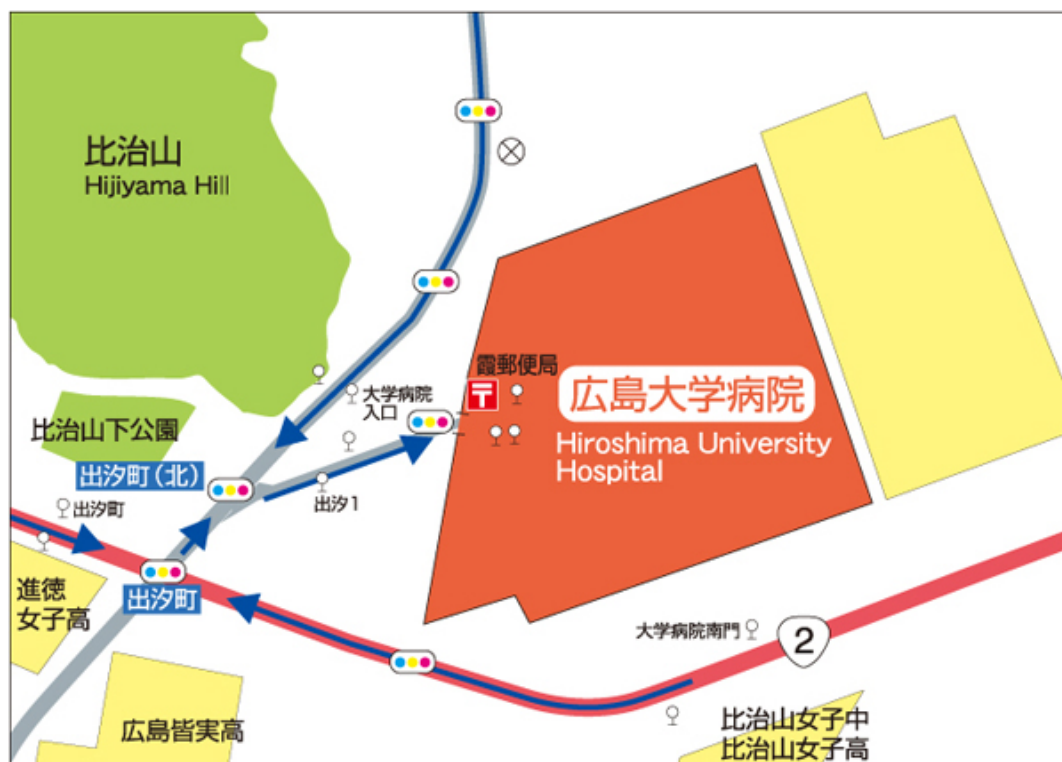 比治山
Hijiyama Hill
霞郵便局
大学病院
入口
広島大学病院
Hiroshima University
Hospital
比治山下公園
出汐町(北)
出汐1
出汐町
進徳
女子高
出汐町
大学病院南門
2
広島皆実高
比治山女子中
比治山女子高